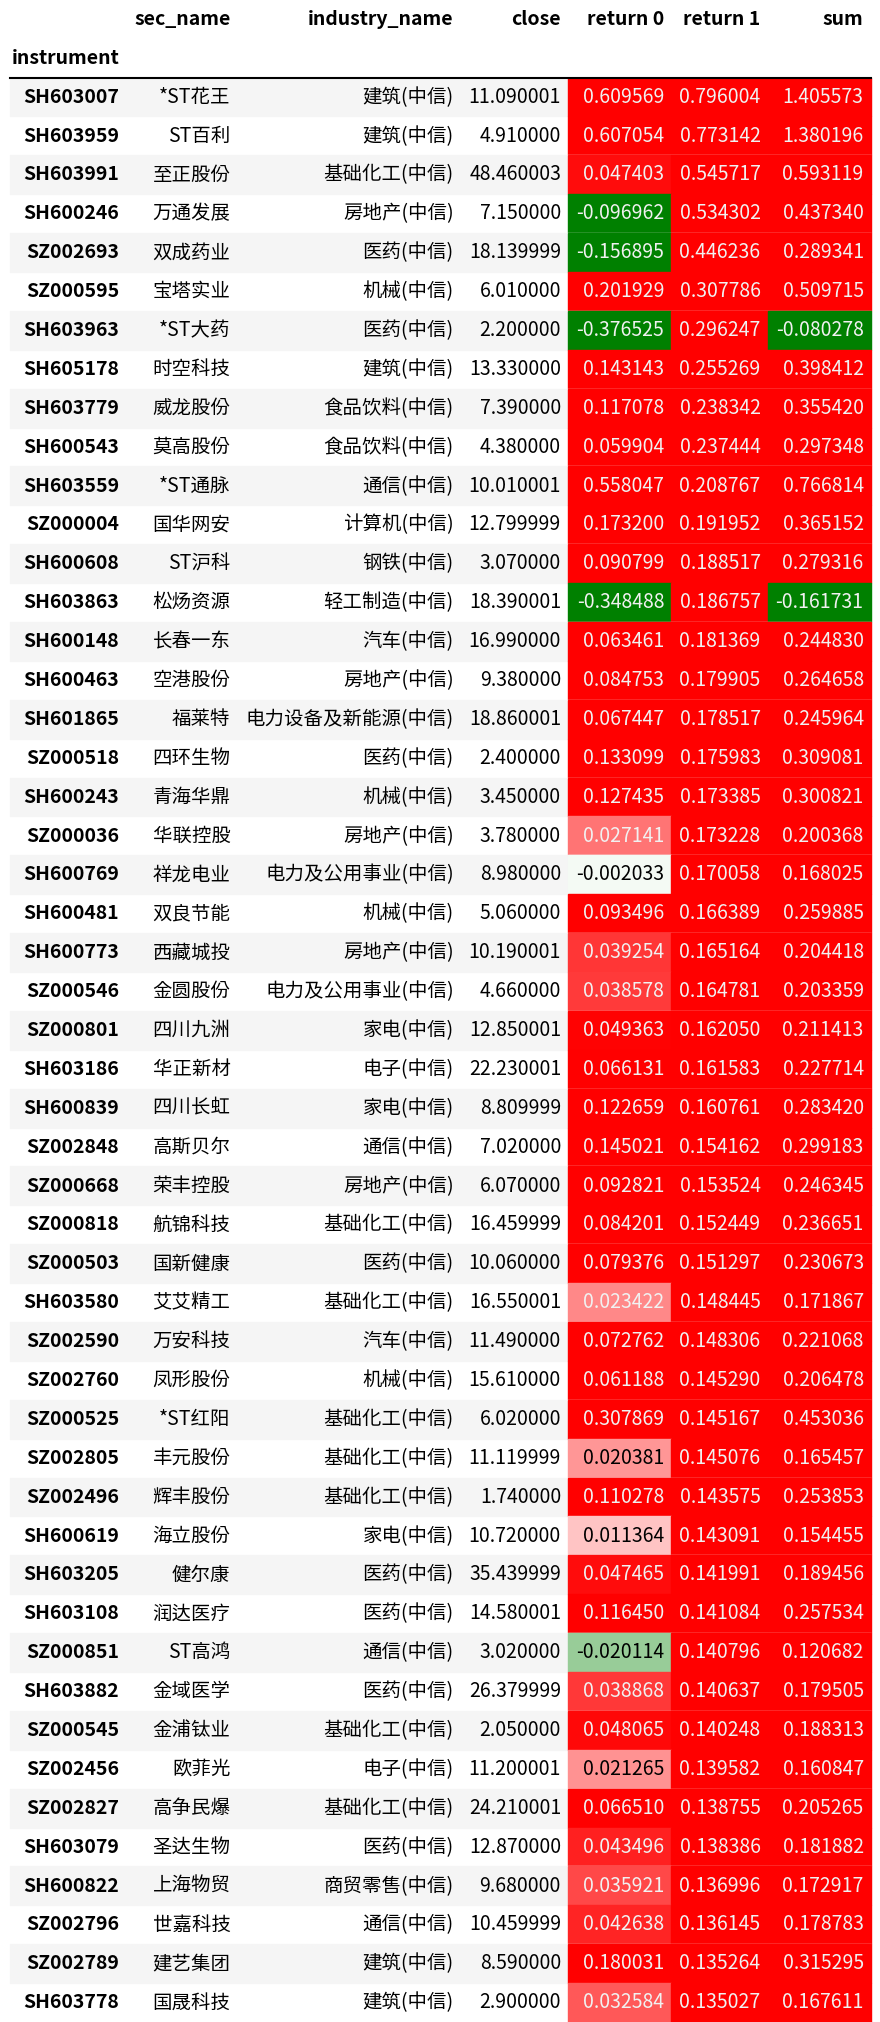 sec_name industry_name close return 0 return 1 sum
instrument
SH603007 *ST花王 建筑(中信) 11.090001 0.609569 0.796004 1.405573
SH603959 ST百利 建筑(中信) 4.910000 0.607054 0.773142 1.380196
SH603991 至正股份 基础化工(中信) 48.460003 0.047403 0.545717 0.593119
SH600246 万通发展 房地产(中信) 7.150000 -0.096962 0.534302 0.437340
SZ002693 双成药业 医药(中信) 18.139999 -0.156895 0.446236 0.289341
SZ000595 宝塔实业 机械(中信) 6.010000 0.201929 0.307786 0.509715
SH603963 *ST大药 医药(中信) 2.200000 -0.376525 0.296247 -0.080278
SH605178 时空科技 建筑(中信) 13.330000 0.143143 0.255269 0.398412
SH603779 威龙股份 食品饮料(中信) 7.390000 0.117078 0.238342 0.355420
SH600543 莫高股份 食品饮料(中信) 4.380000 0.059904 0.237444 0.297348
SH603559 *ST通脉 通信(中信) 10.010001 0.558047 0.208767 0.766814
SZ000004 国华网安 计算机(中信) 12.799999 0.173200 0.191952 0.365152
SH600608 ST沪科 钢铁(中信) 3.070000 0.090799 0.188517 0.279316
SH603863 松炀资源 轻工制造(中信) 18.390001 -0.348488 0.186757 -0.161731
SH600148 长春一东 汽车(中信) 16.990000 0.063461 0.181369 0.244830
SH600463 空港股份 房地产(中信) 9.380000 0.084753 0.179905 0.264658
SH601865 福莱特 电力设备及新能源(中信) 18.860001 0.067447 0.178517 0.245964
SZ000518 四环生物 医药(中信) 2.400000 0.133099 0.175983 0.309081
SH600243 青海华鼎 机械(中信) 3.450000 0.127435 0.173385 0.300821
SZ000036 华联控股 房地产(中信) 3.780000 0.027141 0.173228 0.200368
SH600769 祥龙电业 电力及公用事业(中信) 8.980000 -0.002033 0.170058 0.168025
SH600481 双良节能 机械(中信) 5.060000 0.093496 0.166389 0.259885
SH600773 西藏城投 房地产(中信) 10.190001 0.039254 0.165164 0.204418
SZ000546 金圆股份 电力及公用事业(中信) 4.660000 0.038578 0.164781 0.203359
SZ000801 四川九洲 家电(中信) 12.850001 0.049363 0.162050 0.211413
SH603186 华正新材 电子(中信) 22.230001 0.066131 0.161583 0.227714
SH600839 四川长虹 家电(中信) 8.809999 0.122659 0.160761 0.283420
SZ002848 高斯贝尔 通信(中信) 7.020000 0.145021 0.154162 0.299183
SZ000668 荣丰控股 房地产(中信) 6.070000 0.092821 0.153524 0.246345
SZ000818 航锦科技 基础化工(中信) 16.459999 0.084201 0.152449 0.236651
SZ000503 国新健康 医药(中信) 10.060000 0.079376 0.151297 0.230673
SH603580 艾艾精工 基础化工(中信) 16.550001 0.023422 0.148445 0.171867
SZ002590 万安科技 汽车(中信) 11.490000 0.072762 0.148306 0.221068
SZ002760 凤形股份 机械(中信) 15.610000 0.061188 0.145290 0.206478
SZ000525 *ST红阳 基础化工(中信) 6.020000 0.307869 0.145167 0.453036
SZ002805 丰元股份 基础化工(中信) 11.119999 0.020381 0.145076 0.165457
SZ002496 辉丰股份 基础化工(中信) 1.740000 0.110278 0.143575 0.253853
SH600619 海立股份 家电(中信) 10.720000 0.011364 0.143091 0.154455
SH603205 健尔康 医药(中信) 35.439999 0.047465 0.141991 0.189456
SH603108 润达医疗 医药(中信) 14.580001 0.116450 0.141084 0.257534
SZ000851 ST高鸿 通信(中信) 3.020000 -0.020114 0.140796 0.120682
SH603882 金域医学 医药(中信) 26.379999 0.038868 0.140637 0.179505
SZ000545 金浦钛业 基础化工(中信) 2.050000 0.048065 0.140248 0.188313
SZ002456 欧菲光 电子(中信) 11.200001 0.021265 0.139582 0.160847
SZ002827 高争民爆 基础化工(中信) 24.210001 0.066510 0.138755 0.205265
SH603079 圣达生物 医药(中信) 12.870000 0.043496 0.138386 0.181882
SH600822 上海物贸 商贸零售(中信) 9.680000 0.035921 0.136996 0.172917
SZ002796 世嘉科技 通信(中信) 10.459999 0.042638 0.136145 0.178783
SZ002789 建艺集团 建筑(中信) 8.590000 0.180031 0.135264 0.315295
SH603778 国晟科技 建筑(中信) 2.900000 0.032584 0.135027 0.167611